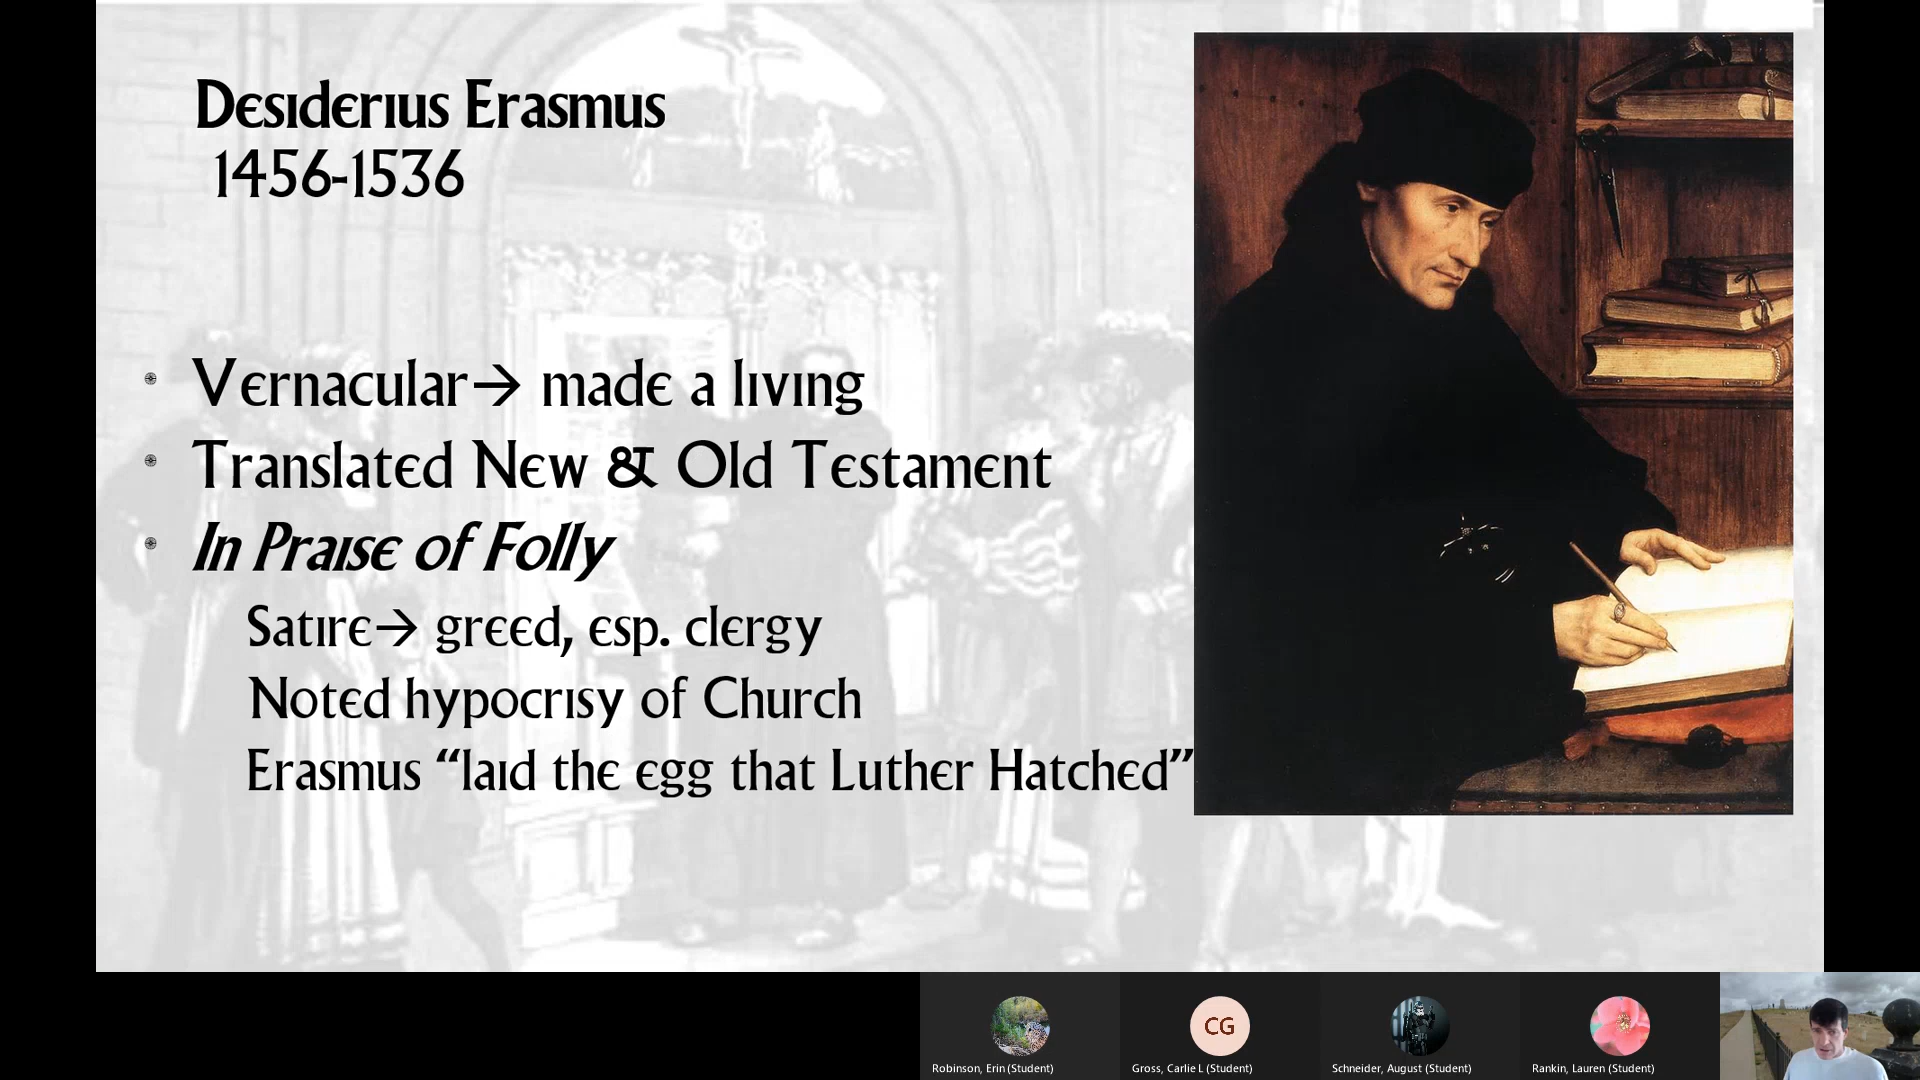 Desiderius Erasmus
1456-1536
Vernacular→ made a living
Translated New & Old Testament
In Praise of Folly
Satire→ greed, esp. clergy
Noted hypocrisy of Church
Erasmus “laid the egg that Luther Hatched”
CG
Robinson, Erin (Student)
Gross, Carlie L (Student)
Schneider, August (Student)
Rankin, Lauren (Student)